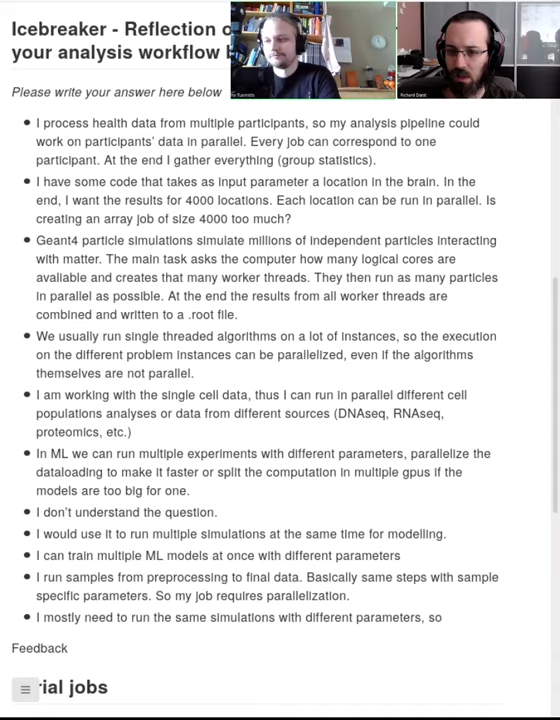 Icebreaker - Reflection
your analysis workflow
Please write your answer here below
Richard Darst
I process health data from multiple participants, so my analysis pipeline could
work on participants' data in parallel. Every job can correspond to one
participant. At the end I gather everything (group statistics).
I have some code that takes as input parameter a location in the brain. In the
end, I want the results for 4000 locations. Each location can be run in parallel. Is
creating an array job of size 4000 too much?
Geant4 particle simulations simulate millions of independent particles interacting
with matter. The main task asks the computer how many logical cores are
avaliable and creates that many worker threads. They then run as many particles
in parallel as possible. At the end the results from all worker threads are
combined and written to a .root file.
We usually run single threaded algorithms on a lot of instances, so the execution
on the different problem instances can be parallelized, even if the algorithms
themselves are not parallel.
I am working with the single cell data, thus I can run in parallel different cell
populations analyses or data from different sources (DNAseq, RNAseq,
proteomics, etc.)
In ML we can run multiple experiments with different parameters, parallelize the
dataloading to make it faster or split the computation in multiple gpus if the
models are too big for one.
I don't understand the question.
I would use it to run multiple simulations at the same time for modelling.
I can train multiple ML models at once with different parameters
I run samples from preprocessing to final data. Basically same steps with sample
specific parameters. So my job requires parallelization.
I mostly need to run the same simulations with different parameters, so
Feedback
rial jobs